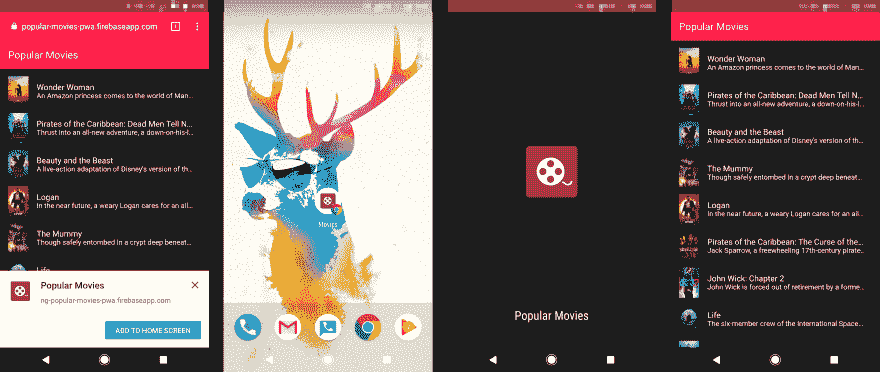 popular-movies-pwa.firebaseapp.com
Popular Movies
Wonder Woman
An Amazon princess comes to the world of Man...
Pirates of the Caribbean: Dead Men Tell N...
Thrust into an all-new adventure, a down-on-his-l...
Beauty and the Beast
A live-action adaptation of Disney's version of th...
Logan
In the near future, a weary Logan cares for an ail...
The Mummy
Though safely entombed in a crypt deep beneat...
Life
Popular Movies
ng-popular-movies-pwa.firebaseapp.com
ADD TO HOME SCREEN
Movies
Popular Movies
Popular Movies
Wonder Woman
An Amazon princess comes to the world of Man...
Pirates of the Caribbean: Dead Men Tell N...
Thrust into an all-new adventure, a down-on-his-l...
Beauty and the Beast
A live-action adaptation of Disney's version of th...
The Mummy
Though safely entombed in a crypt deep beneat...
Logan
In the near future, a weary Logan cares for an ail...
Pirates of the Caribbean: The Curse of the...
Jack Sparrow, a freewheeling 17th-century pirate...
John Wick: Chapter 2
John Wick is forced out of retirement by a forme...
Life
The six-member crew of the International Space...